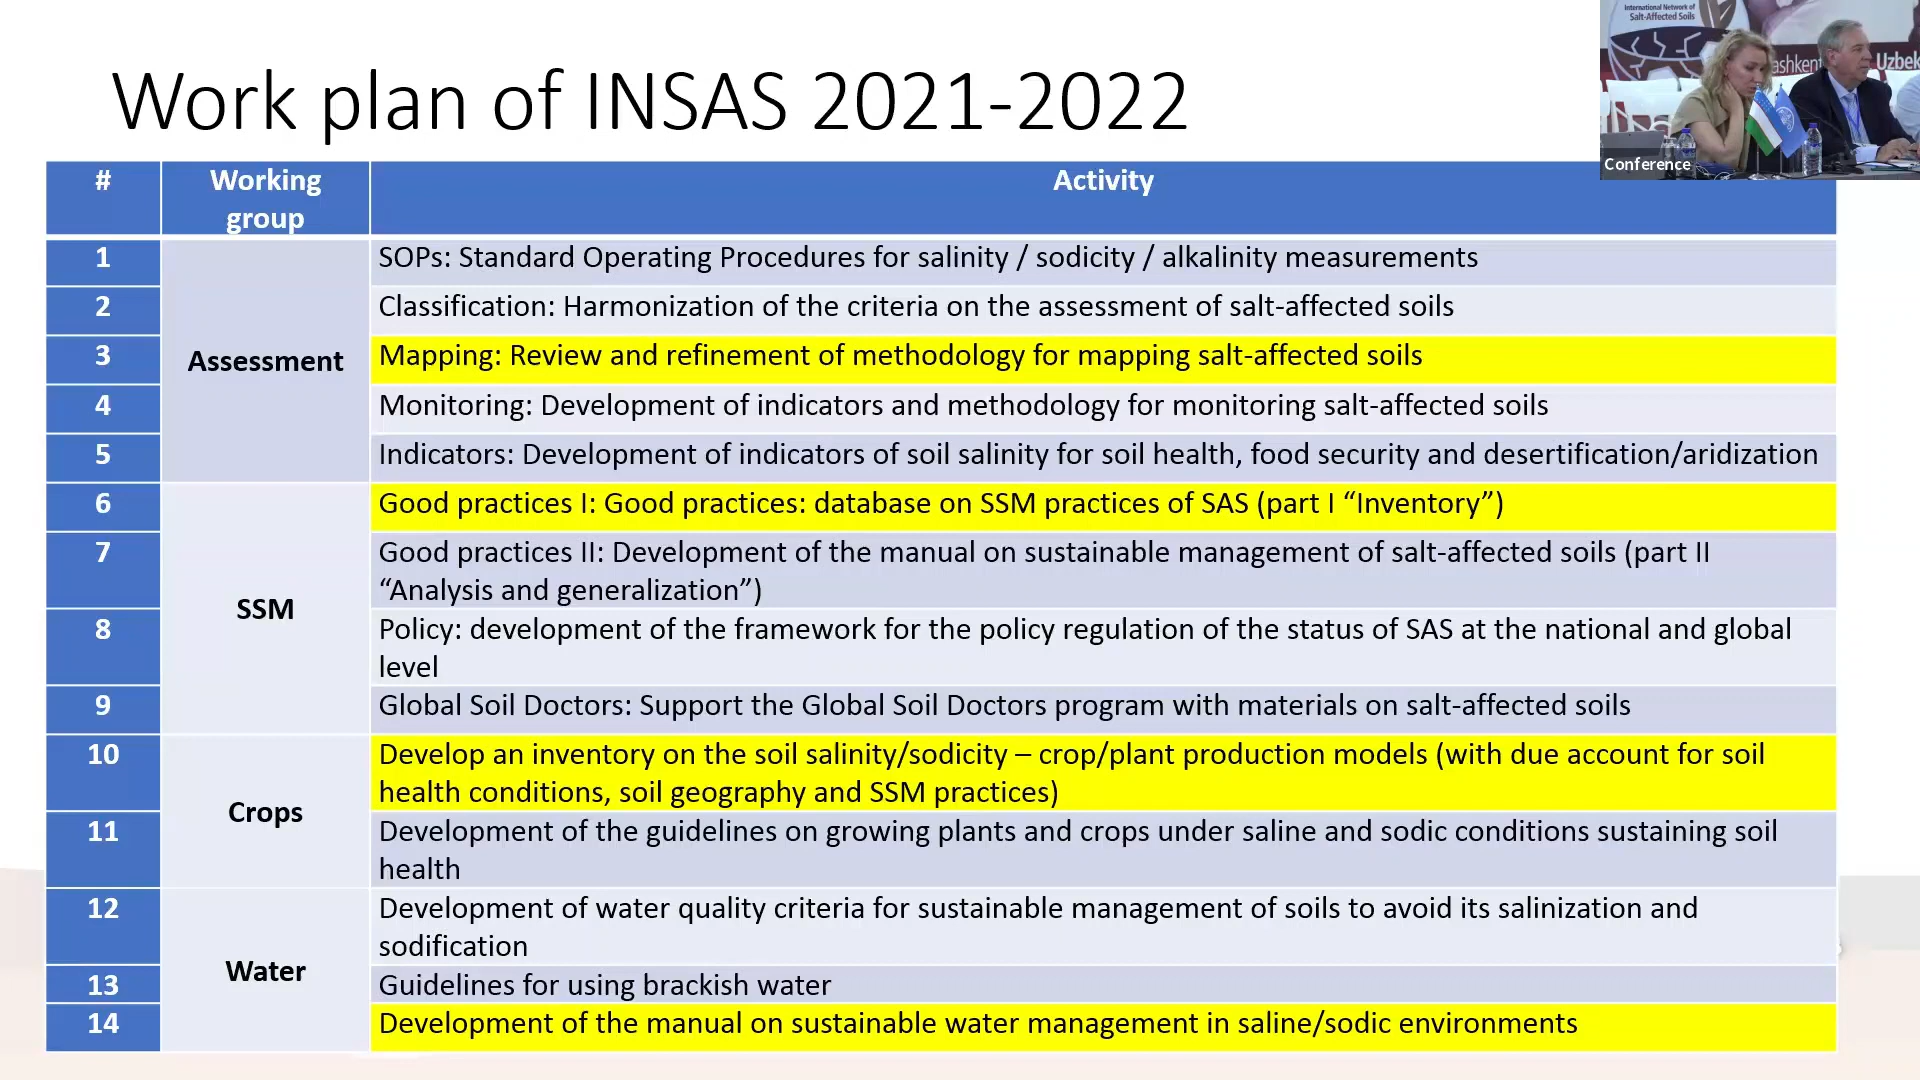 International Network of
Salt-Affected Soils
ashkent
Uzbek
Conference
Work plan of INSAS 2021-2022
#
Working
group
Activity
1
SOPs: Standard Operating Procedures for salinity / sodicity / alkalinity measurements
2
Classification: Harmonization of the criteria on the assessment of salt-affected soils
Assessment
3
Mapping: Review and refinement of methodology for mapping salt-affected soils
4
Monitoring: Development of indicators and methodology for monitoring salt-affected soils
5
Indicators: Development of indicators of soil salinity for soil health, food security and desertification/aridization
6
Good practices I: Good practices: database on SSM practices of SAS (part I “Inventory”)
7
Good practices II: Development of the manual on sustainable management of salt-affected soils (part II
“Analysis and generalization”)
SSM
8
Policy: development of the framework for the policy regulation of the status of SAS at the national and global
level
9
Global Soil Doctors: Support the Global Soil Doctors program with materials on salt-affected soils
10
Develop an inventory on the soil salinity/sodicity – crop/plant production models (with due account for soil
health conditions, soil geography and SSM practices)
Crops
11
Development of the guidelines on growing plants and crops under saline and sodic conditions sustaining soil
health
12
Development of water quality criteria for sustainable management of soils to avoid its salinization and
sodification
Water
13
Guidelines for using brackish water
14
Development of the manual on sustainable water management in saline/sodic environments